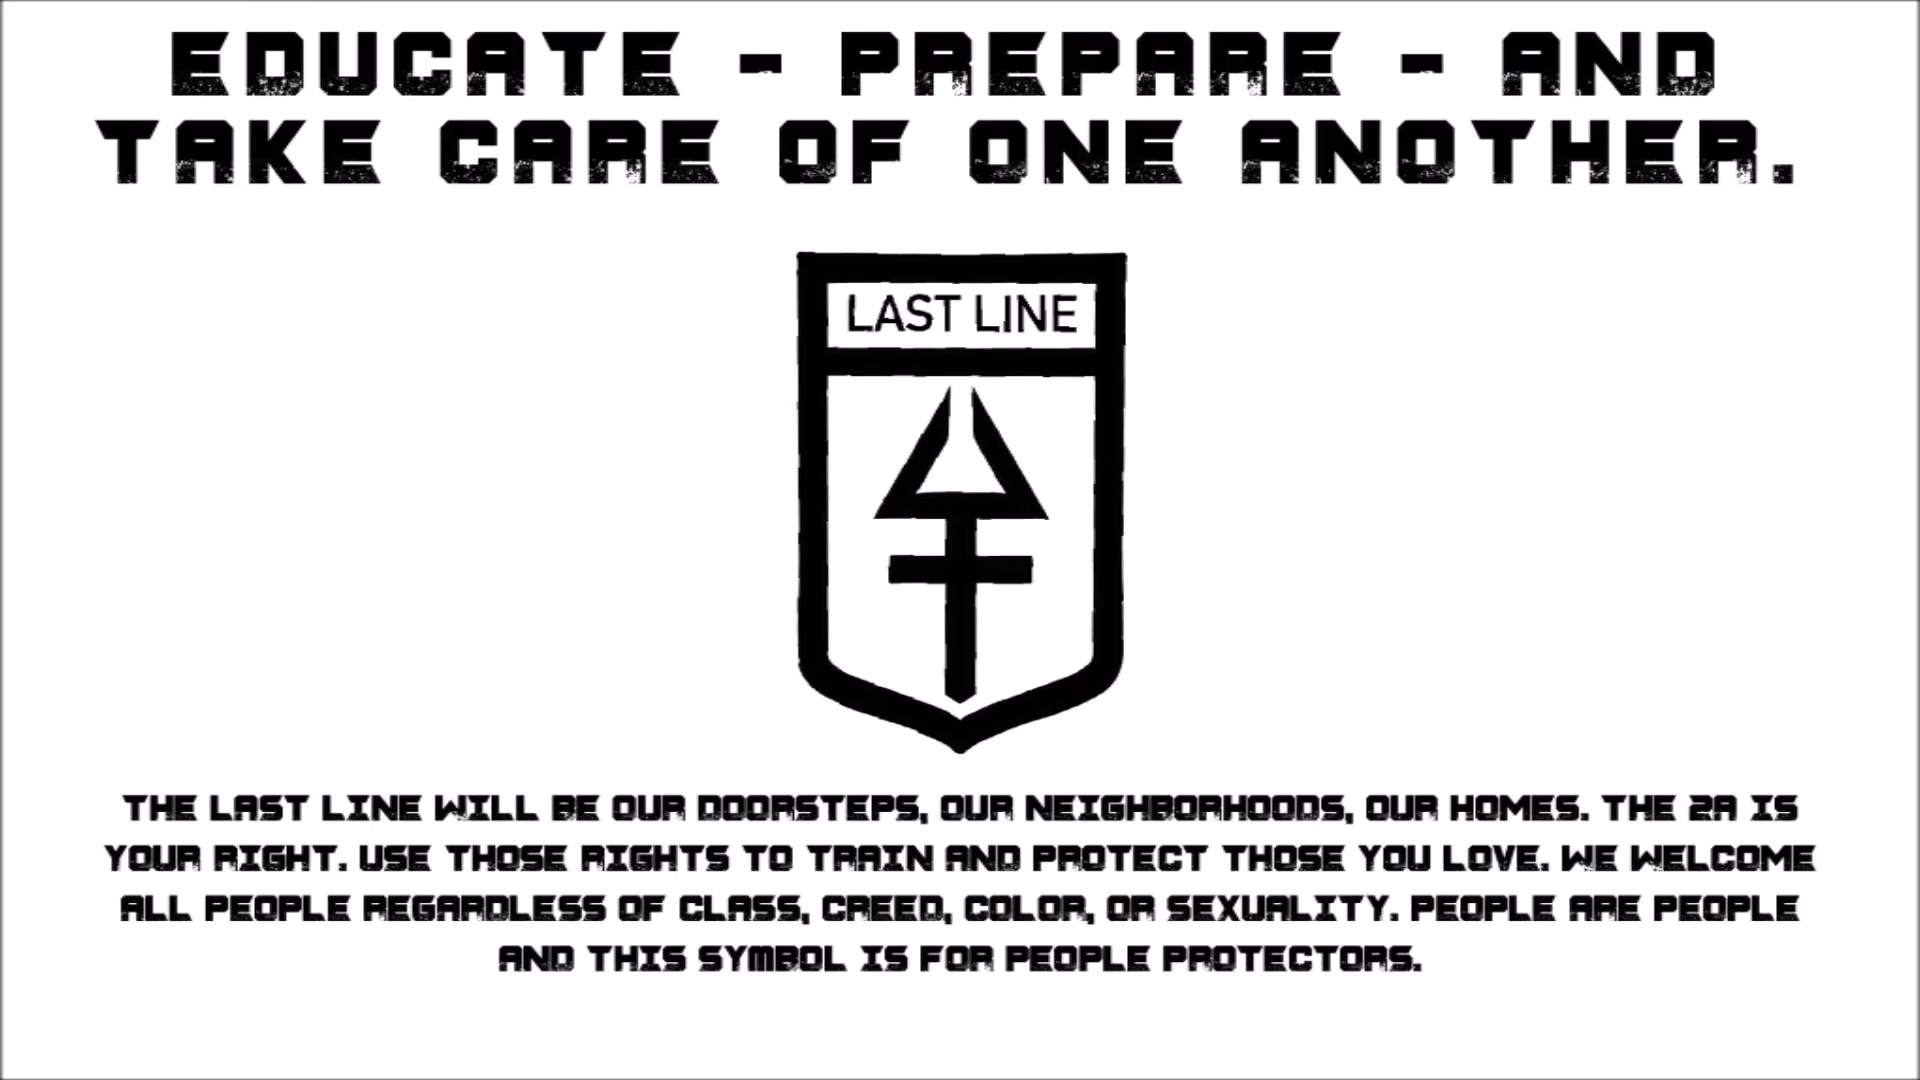 EDUCATE - PREPARE - AND
TAKE CARE OF ONE ANOTHER.
LAST LINE
THE LAST LINE WILL BE OUR DOORSTEPS, OUR NEIGHBORHOODS, OUR HOMES. THE 2A IS
YOUR RIGHT. USE THOSE RIGHTS TO TRAIN AND PROTECT THOSE YOU LOVE. WE WELCOME
ALL PEOPLE REGARDLESS OF CLASS, CREED, COLOR, OR SEXUALITY. PEOPLE ARE PEOPLE
AND THIS SYMBOL IS FOR PEOPLE PROTECTORS.